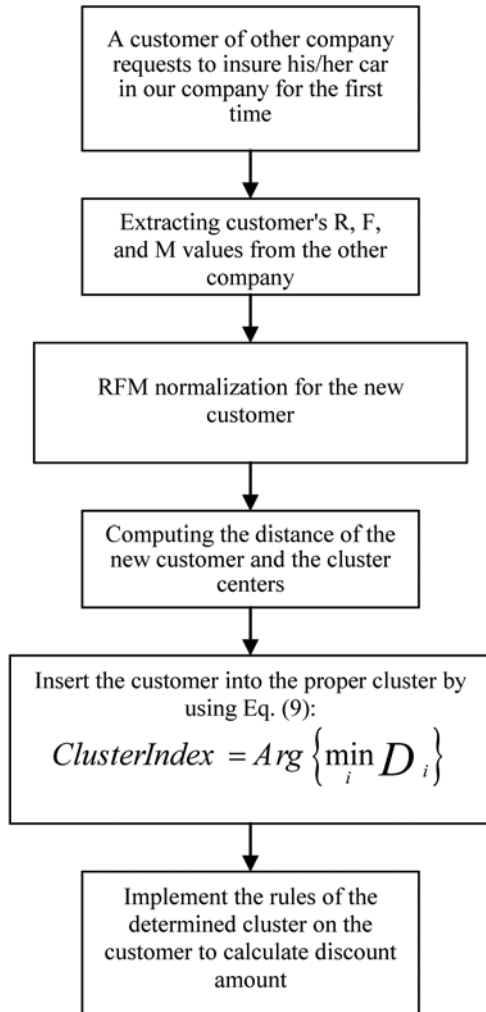 A customer of other company
requests to insure his/her car
in our company for the first
time
Extracting customer's R, F,
and M values from the other
company
RFM normalization for the new
customer
Computing the distance of the
new customer and the cluster
centers
Insert the customer into the proper cluster by
using Eq. (9):
ClusterIndex = Arg {min_i D_i}
Implement the rules of the
determined cluster on the
customer to calculate discount
amount